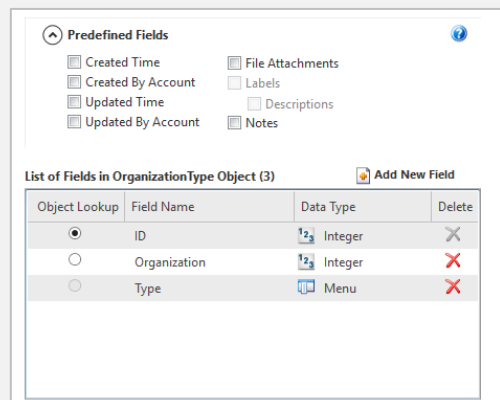 Predefined Fields
Created Time
File Attachments
Created By Account
Labels
Updated Time
Descriptions
Updated By Account
Notes
List of Fields in OrganizationType Object (3)
Add New Field
Object Lookup Field Name Data Type Delete
ID 123 Integer
Organization 123 Integer
Type Menu